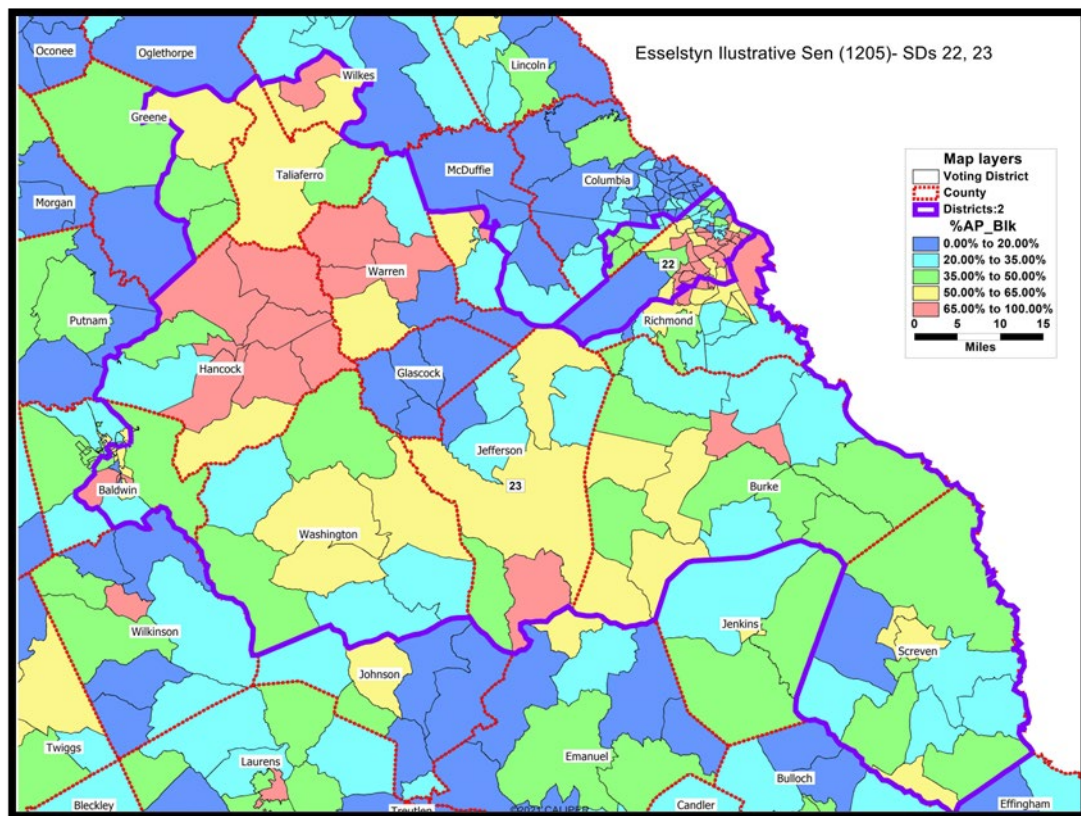 Esselstyn Ilustrative Sen (1205)- SDs 22, 23
Map layers
Voting District
County
Districts:2
%AP_Blk
0.00% to 20.00%
20.00% to 35.00%
35.00% to 50.00%
50.00% to 65.00%
65.00% to 100.00%
0 5 10 15
Miles
Oconee
Oglethorpe
Wilkes
Lincoln
Greene
Taliaferro
McDuffie
Columbia
Morgan
Warren
22
Putnam
Richmond
Hancock
Glascock
Jefferson
23
Baldwin
Burke
Washington
Wilkinson
Jenkins
Screven
Johnson
Twiggs
Laurens
Emanuel
Bulloch
Bleckley
Treutlen
©2021 CALIPER
Candler
Effingham